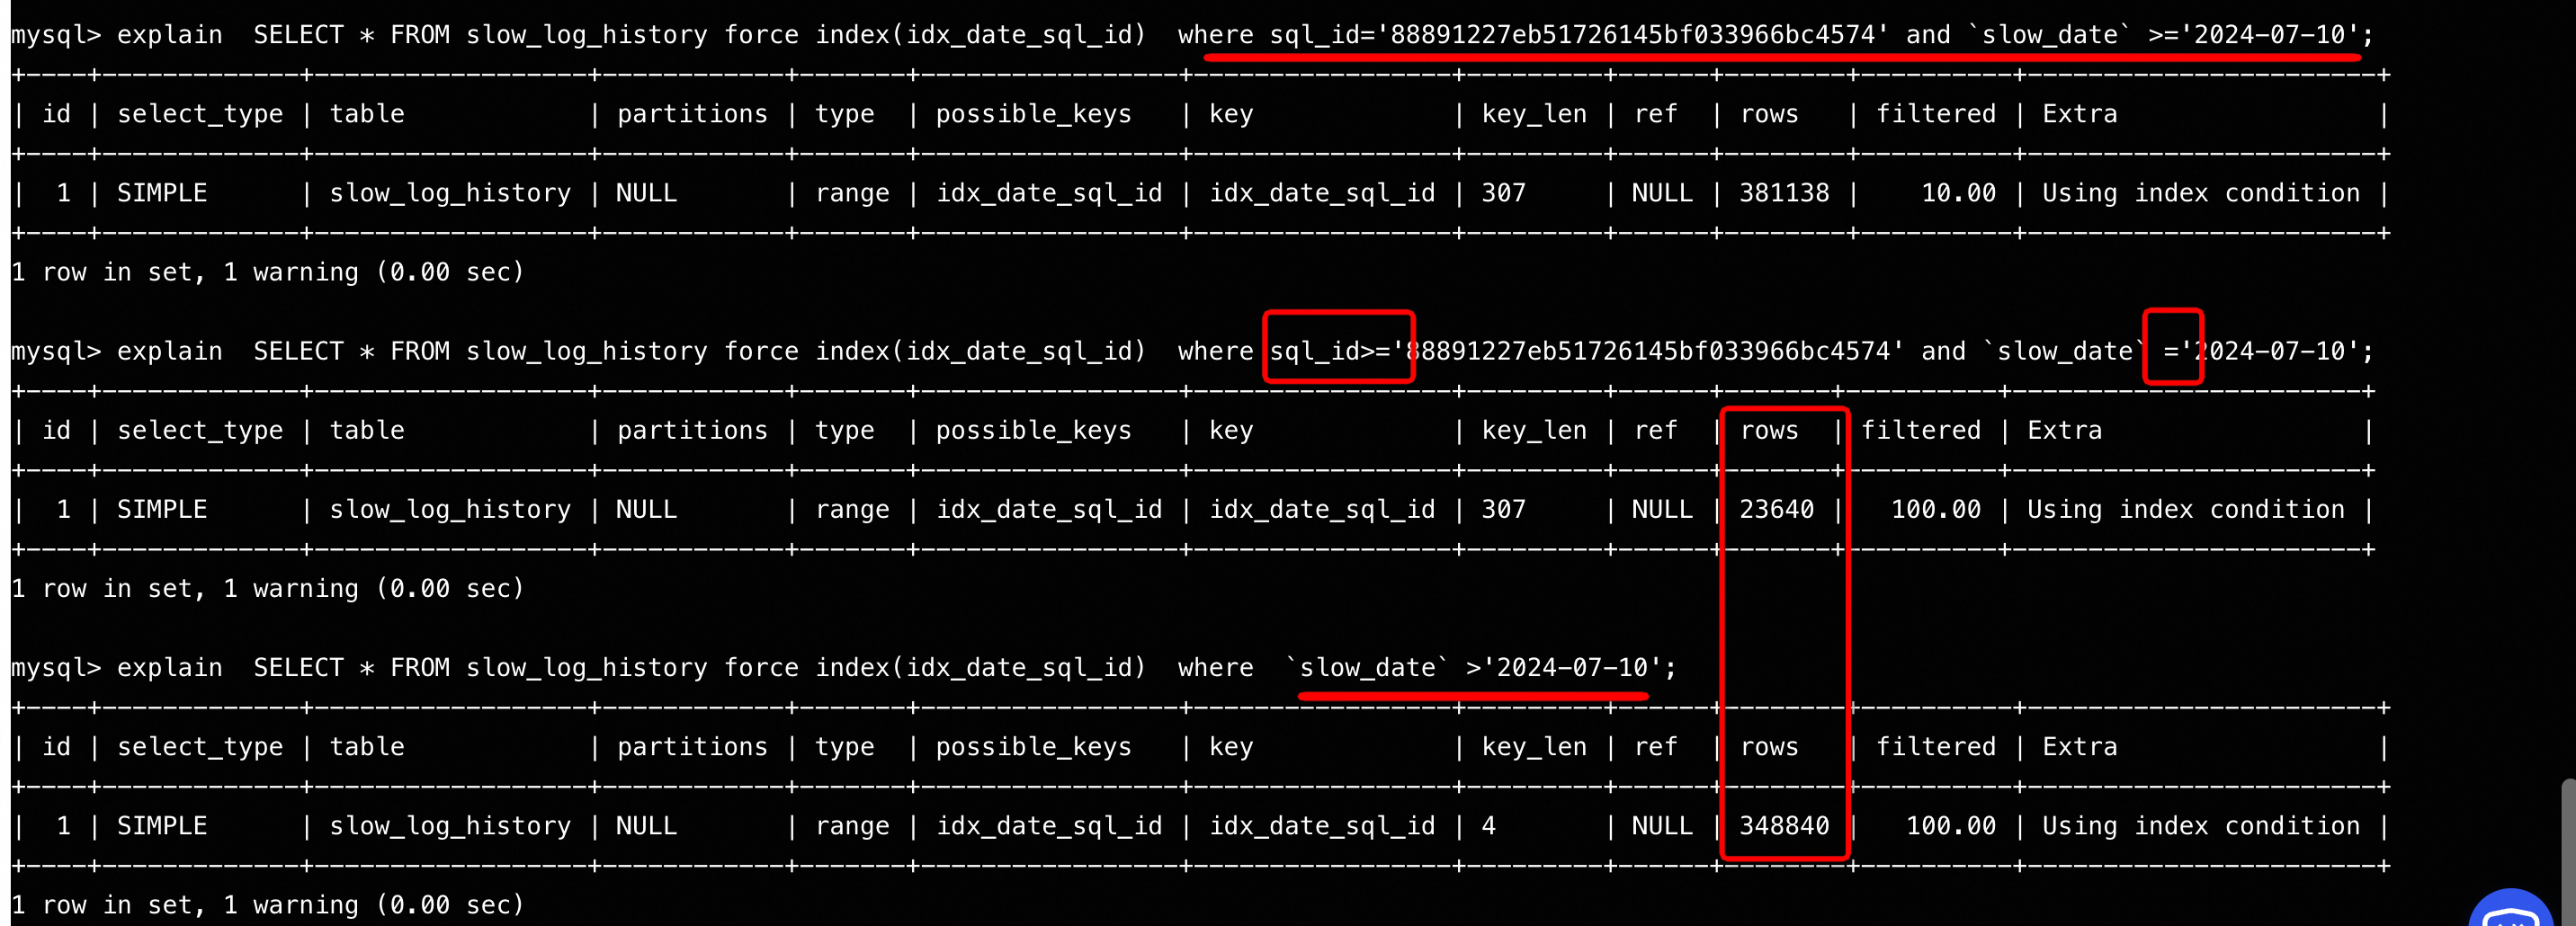 mysql> explain  SELECT * FROM slow_log_history force index(idx_date_sql_id)  where sql_id='88891227eb51726145bf033966bc4574' and `slow_date` >='2024-07-10';
+----+-------------+------------------+------------+-------+-----------------+-----------------+---------+------+--------+----------+-----------------------+
| id | select_type | table            | partitions | type  | possible_keys   | key             | key_len | ref  | rows   | filtered | Extra                 |
+----+-------------+------------------+------------+-------+-----------------+-----------------+---------+------+--------+----------+-----------------------+
|  1 | SIMPLE      | slow_log_history | NULL       | range | idx_date_sql_id | idx_date_sql_id | 307     | NULL | 381138 |    10.00 | Using index condition |
+----+-------------+------------------+------------+-------+-----------------+-----------------+---------+------+--------+----------+-----------------------+
1 row in set, 1 warning (0.00 sec)
mysql> explain  SELECT * FROM slow_log_history force index(idx_date_sql_id)  where sql_id>='88891227eb51726145bf033966bc4574' and `slow_date` ='2024-07-10';
+----+-------------+------------------+------------+-------+-----------------+-----------------+---------+------+-------+----------+-----------------------+
| id | select_type | table            | partitions | type  | possible_keys   | key             | key_len | ref  | rows  | filtered | Extra                 |
+----+-------------+------------------+------------+-------+-----------------+-----------------+---------+------+-------+----------+-----------------------+
|  1 | SIMPLE      | slow_log_history | NULL       | range | idx_date_sql_id | idx_date_sql_id | 307     | NULL | 23640 |   100.00 | Using index condition |
+----+-------------+------------------+------------+-------+-----------------+-----------------+---------+------+-------+----------+-----------------------+
1 row in set, 1 warning (0.00 sec)
mysql> explain  SELECT * FROM slow_log_history force index(idx_date_sql_id)  where  `slow_date` >'2024-07-10';
+----+-------------+------------------+------------+-------+-----------------+-----------------+---------+------+--------+----------+-----------------------+
| id | select_type | table            | partitions | type  | possible_keys   | key             | key_len | ref  | rows   | filtered | Extra                 |
+----+-------------+------------------+------------+-------+-----------------+-----------------+---------+------+--------+----------+-----------------------+
|  1 | SIMPLE      | slow_log_history | NULL       | range | idx_date_sql_id | idx_date_sql_id | 4       | NULL | 348840 |   100.00 | Using index condition |
+----+-------------+------------------+------------+-------+-----------------+-----------------+---------+------+--------+----------+-----------------------+
1 row in set, 1 warning (0.00 sec)